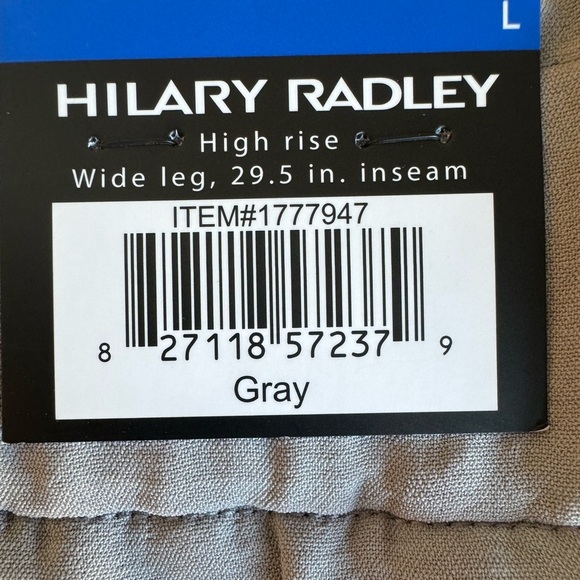 L
HILARY RADLEY
High rise
Wide leg, 29.5 in. inseam
ITEM#1777947
8 27118 57237 9
Gray